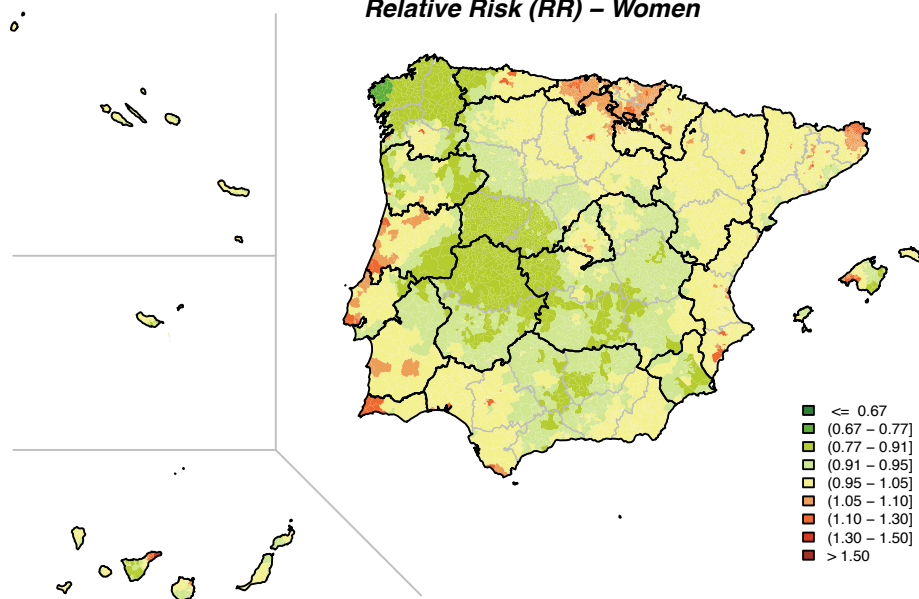 Relative Risk (RR) – Women
<= 0.67
(0.67 – 0.77]
(0.77 – 0.91]
(0.91 – 0.95]
(0.95 – 1.05]
(1.05 – 1.10]
(1.10 – 1.30]
(1.30 – 1.50]
> 1.50